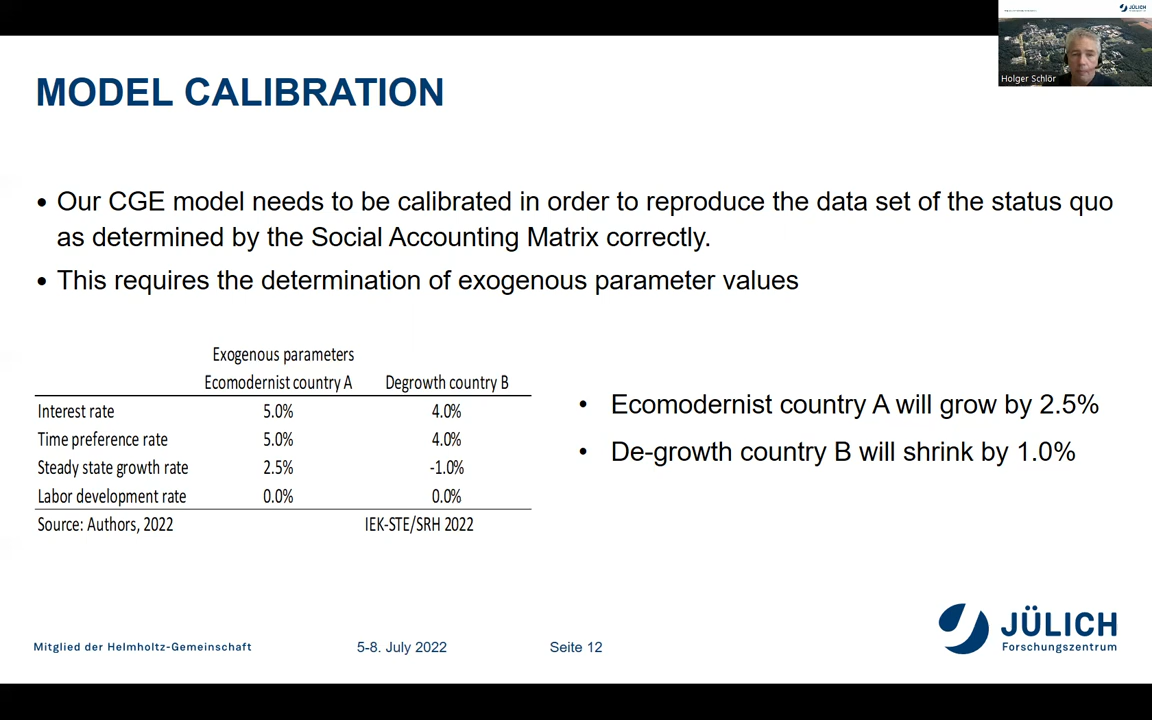 JÜLICH
Holger Schlör
MODEL CALIBRATION
• Our CGE model needs to be calibrated in order to reproduce the data set of the status quo
as determined by the Social Accounting Matrix correctly.
• This requires the determination of exogenous parameter values
Exogenous parameters
Ecomodernist country A Degrowth country B
Interest rate 5.0% 4.0%
Time preference rate 5.0% 4.0%
Steady state growth rate 2.5% -1.0%
Labor development rate 0.0% 0.0%
Source: Authors, 2022 IEK-STE/SRH 2022
• Ecomodernist country A will grow by 2.5%
• De-growth country B will shrink by 1.0%
Mitglied der Helmholtz-Gemeinschaft 5-8. July 2022 Seite 12
JÜLICH
Forschungszentrum